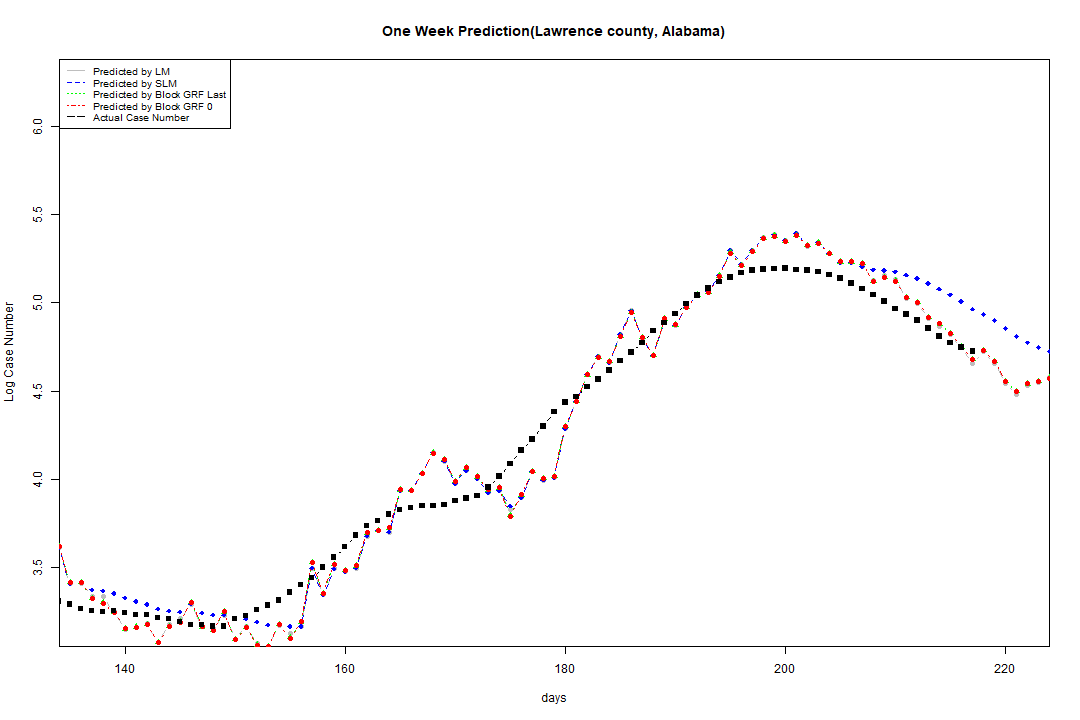 One Week Prediction(Lawrence county, Alabama)
Predicted by LM
Predicted by SLM
Predicted by Block GRF Last
Predicted by Block GRF 0
Actual Case Number
6.0
5.5
5.0
4.5
4.0
3.5
Log Case Number
140 160 180 200 220
days